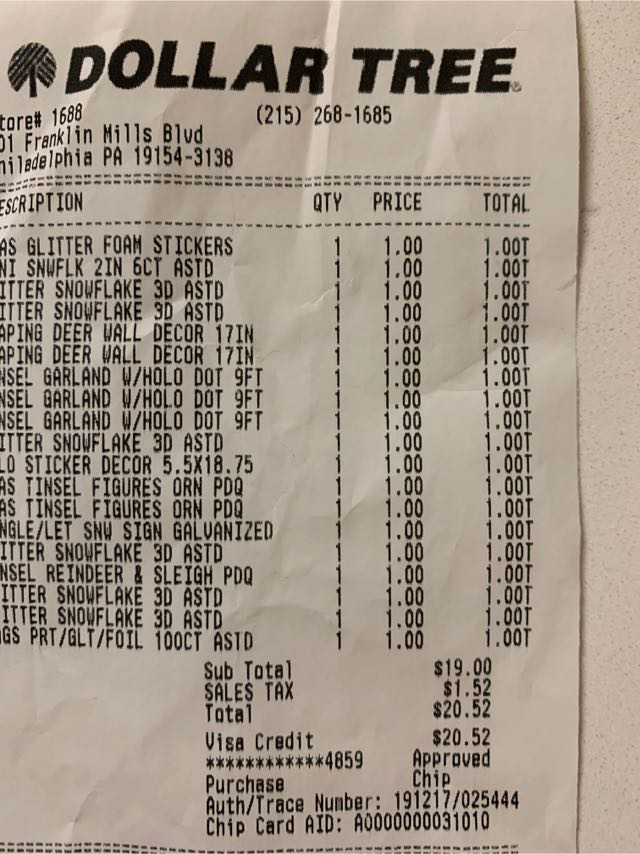 DOLLAR TREE
tore# 1688 (215) 268-1685
01 Franklin Mills Blvd
hiladelphia PA 19154-3138
ESCRIPTION QTY PRICE TOTAL
AS GLITTER FOAM STICKERS 1 1.00 1.00T
NI SNWFLK 2IN 6CT ASTD 1 1.00 1.00T
ITTER SNOWFLAKE 3D ASTD 1 1.00 1.00T
ITTER SNOWFLAKE 3D ASTD 1 1.00 1.00T
APING DEER WALL DECOR 17IN 1 1.00 1.00T
APING DEER WALL DECOR 17IN 1 1.00 1.00T
NSEL GARLAND W/HOLO DOT 9FT 1 1.00 1.00T
NSEL GARLAND W/HOLO DOT 9FT 1 1.00 1.00T
NSEL GARLAND W/HOLO DOT 9FT 1 1.00 1.00T
ITTER SNOWFLAKE 3D ASTD 1 1.00 1.00T
LO STICKER DECOR 5.5X18.75 1 1.00 1.00T
AS TINSEL FIGURES ORN PDQ 1 1.00 1.00T
AS TINSEL FIGURES ORN PDQ 1 1.00 1.00T
NGLE/LET SNW SIGN GALVANIZED 1 1.00 1.00T
ITTER SNOWFLAKE 3D ASTD 1 1.00 1.00T
NSEL REINDEER & SLEIGH PDQ 1 1.00 1.00T
ITTER SNOWFLAKE 3D ASTD 1 1.00 1.00T
ITTER SNOWFLAKE 3D ASTD 1 1.00 1.00T
GS PRT/GLT/FOIL 100CT ASTD 1 1.00 1.00T
Sub Total $19.00
SALES TAX $1.52
Total $20.52
Visa Credit $20.52
************4859 Approved
Purchase Chip
Auth/Trace Number: 191217/025444
Chip Card AID: A0000000031010